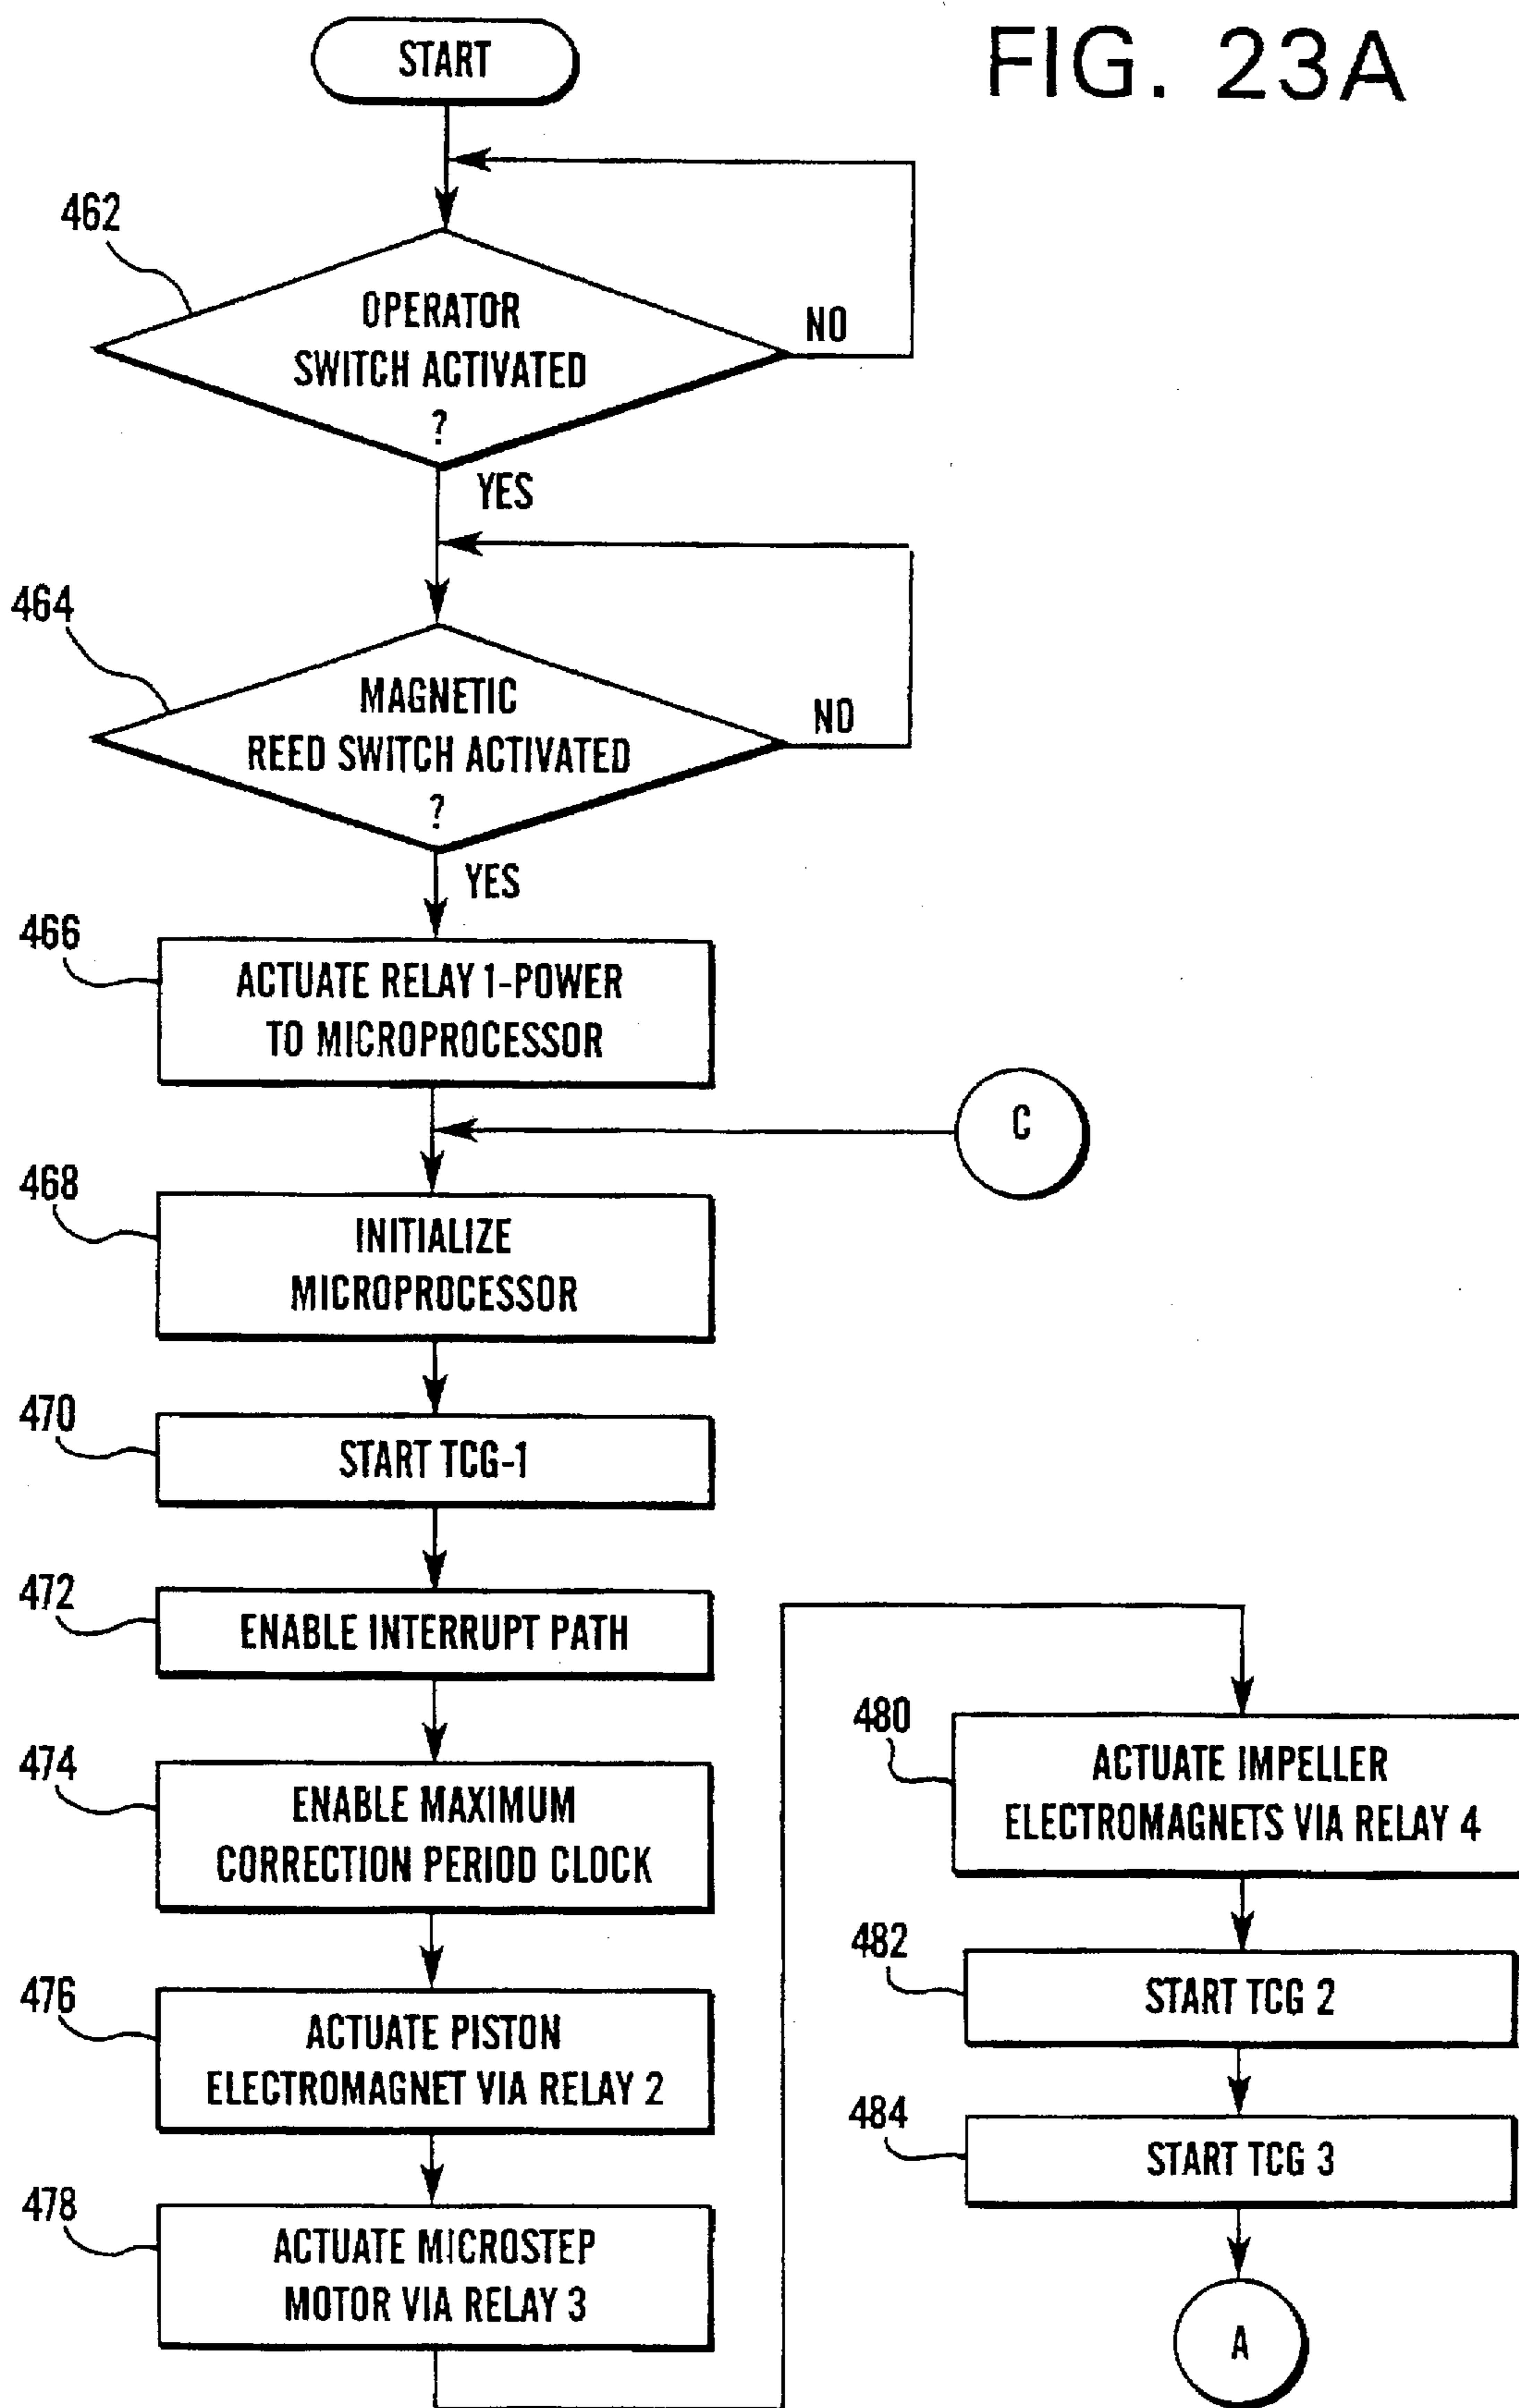 FIG. 23A
START
462
OPERATOR
SWITCH ACTIVATED
?
NO
YES
464
MAGNETIC
REED SWITCH ACTIVATED
?
NO
YES
466
ACTUATE RELAY 1-POWER
TO MICROPROCESSOR
C
468
INITIALIZE
MICROPROCESSOR
470
START TCG-1
472
ENABLE INTERRUPT PATH
474
ENABLE MAXIMUM
CORRECTION PERIOD CLOCK
476
ACTUATE PISTON
ELECTROMAGNET VIA RELAY 2
478
ACTUATE MICROSTEP
MOTOR VIA RELAY 3
480
ACTUATE IMPELLER
ELECTROMAGNETS VIA RELAY 4
482
START TCG 2
484
START TCG 3
A